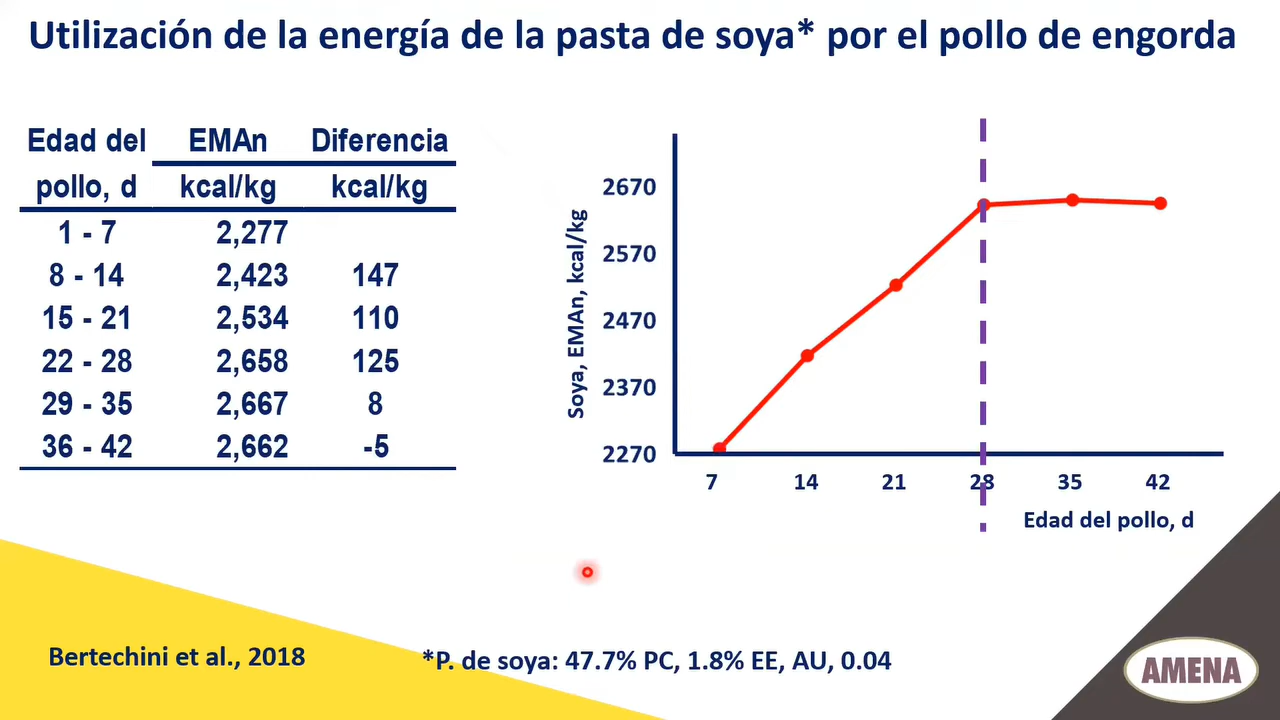 Utilización de la energía de la pasta de soya* por el pollo de engorda
Edad del EMAn Diferencia
pollo, d kcal/kg kcal/kg
1 - 7 2,277
8 - 14 2,423 147
15 - 21 2,534 110
22 - 28 2,658 125
29 - 35 2,667 8
36 - 42 2,662 -5
Soya, EMAn, kcal/kg
2670
2570
2470
2370
2270
7 14 21 28 35 42
Edad del pollo, d
Bertechini et al., 2018
*P. de soya: 47.7% PC, 1.8% EE, AU, 0.04
AMENA